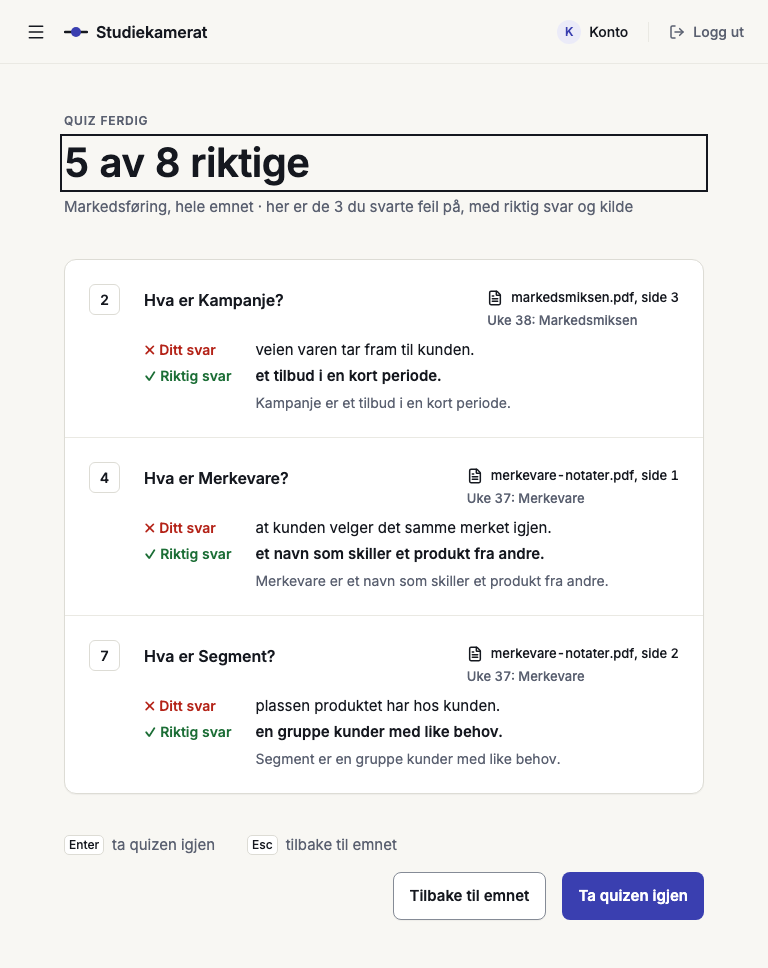 Studiekamerat
K Konto
Logg ut
QUIZ FERDIG
5 av 8 riktige
Markedsføring, hele emnet · her er de 3 du svarte feil på, med riktig svar og kilde
2 Hva er Kampanje?
markedsmiksen.pdf, side 3
Uke 38: Markedsmiksen
Ditt svar veien varen tar fram til kunden.
Riktig svar et tilbud i en kort periode.
Kampanje er et tilbud i en kort periode.
4 Hva er Merkevare?
merkevare-notater.pdf, side 1
Uke 37: Merkevare
Ditt svar at kunden velger det samme merket igjen.
Riktig svar et navn som skiller et produkt fra andre.
Merkevare er et navn som skiller et produkt fra andre.
7 Hva er Segment?
merkevare-notater.pdf, side 2
Uke 37: Merkevare
Ditt svar plassen produktet har hos kunden.
Riktig svar en gruppe kunder med like behov.
Segment er en gruppe kunder med like behov.
Enter ta quizen igjen Esc tilbake til emnet
Tilbake til emnet
Ta quizen igjen